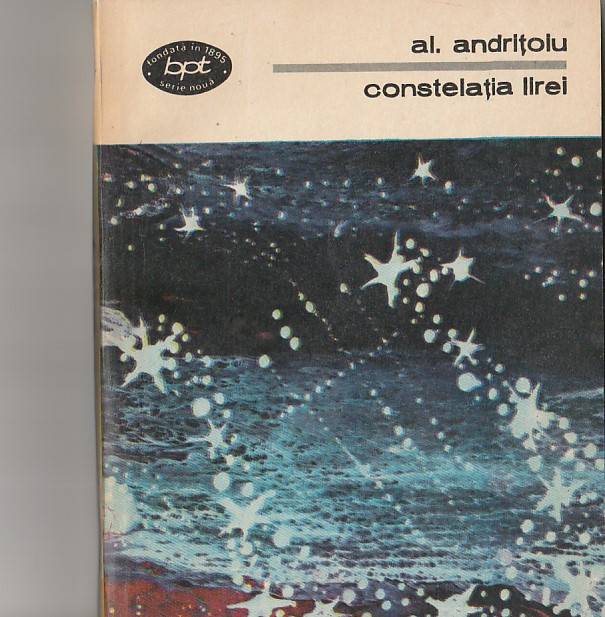 fondată în 1895
bpt
serie nouă
al. andrițoiu
constelația lirei